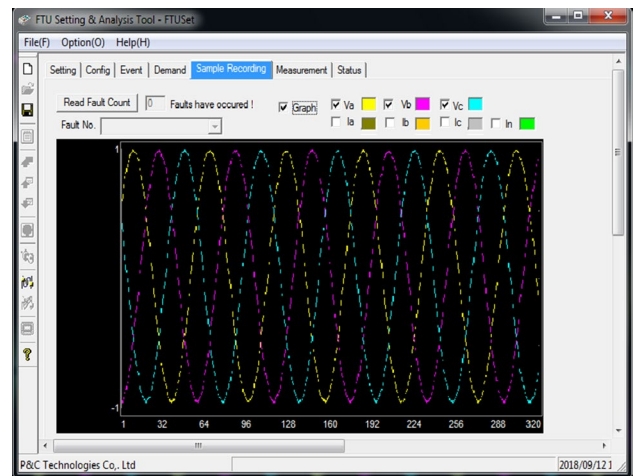 FTU Setting & Analysis Tool - FTUSet
File(F) Option(O) Help(H)
Setting Config Event Demand Sample Recording Measurement Status
Read Fault Count 0 Faults have occured ! Graph Va Vb Vc
Fault No. Ia Ib Ic In
1
-1
1 32 64 96 128 160 192 224 256 288 320
P&C Technologies Co,. Ltd 2018/09/12 1